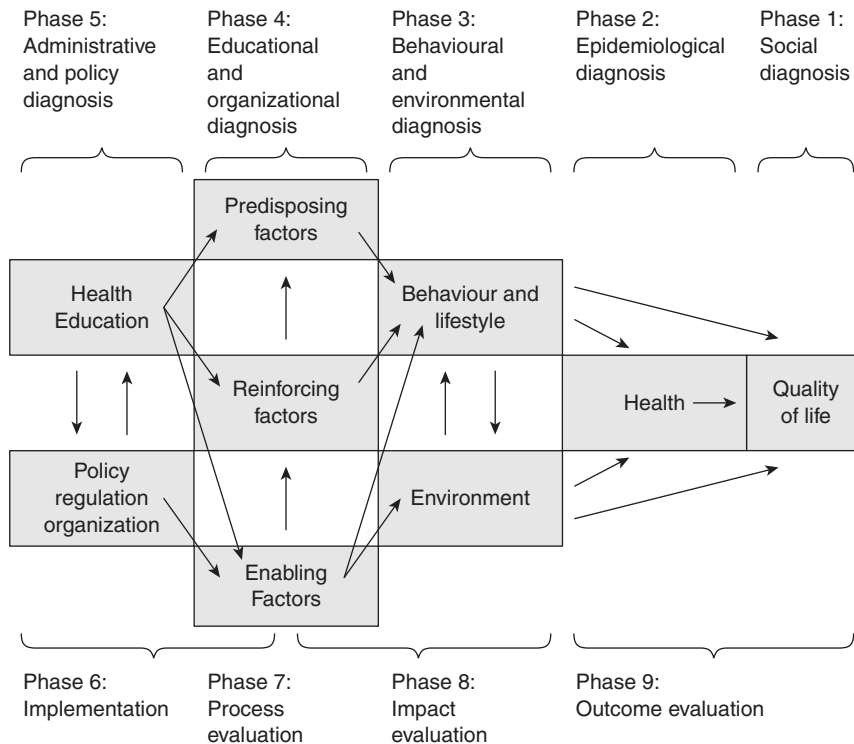 Phase 5:
Administrative
and policy
diagnosis
Phase 4:
Educational
and
organizational
diagnosis
Phase 3:
Behavioural
and
environmental
diagnosis
Phase 2:
Epidemiological
diagnosis
Phase 1:
Social
diagnosis
Predisposing
factors
Health
Education
Behaviour and
lifestyle
Reinforcing
factors
Health
Quality
of life
Policy
regulation
organization
Environment
Enabling
Factors
Phase 6:
Implementation
Phase 7:
Process
evaluation
Phase 8:
Impact
evaluation
Phase 9:
Outcome evaluation